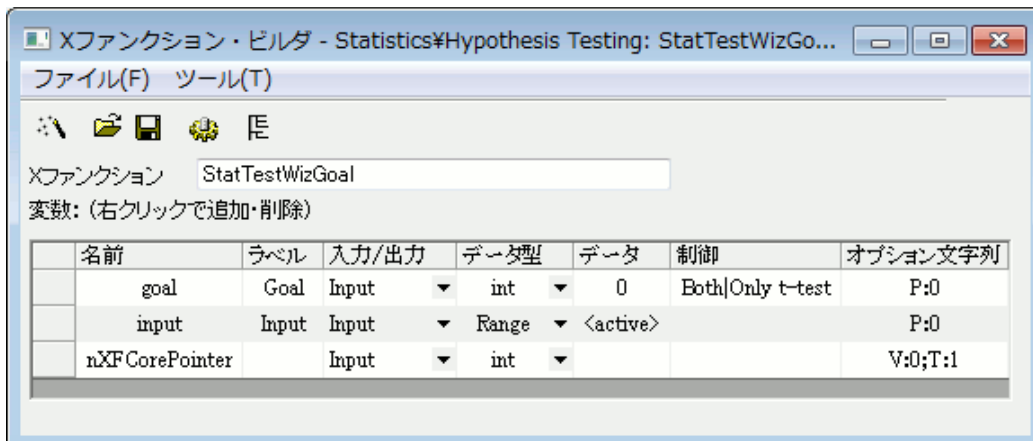 Xファンクション・ビルダ - Statistics¥Hypothesis Testing: StatTestWizGo...
ファイル(F) ツール(T)
Xファンクション StatTestWizGoal
変数: (右クリックで追加・削除)
名前 ラベル 入力/出力 データ型 データ 制御 オプション文字列
goal Goal Input int 0 Both|Only t-test P:0
input Input Input Range <active> P:0
nXFCorePointer Input int V:0;T:1